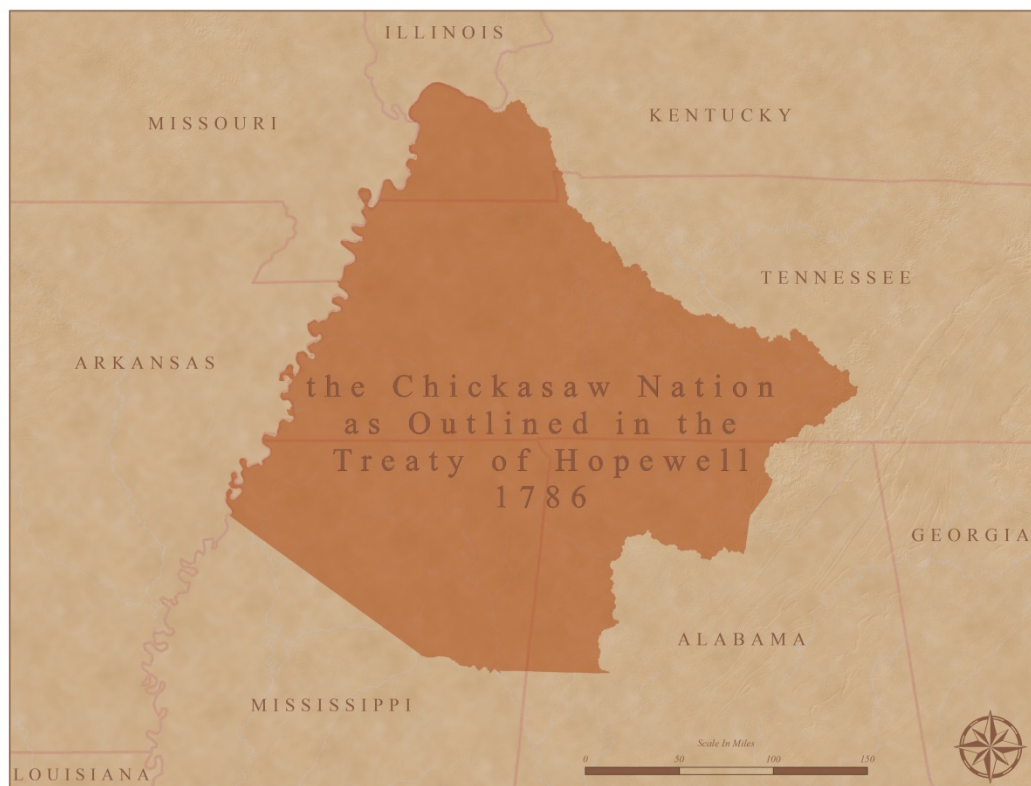 ILLINOIS
MISSOURI
KENTUCKY
TENNESSEE
ARKANSAS
the Chickasaw Nation
as Outlined in the
Treaty of Hopewell
1786
GEORGIA
ALABAMA
MISSISSIPPI
Scale In Miles
0 50 100 150
LOUISIANA